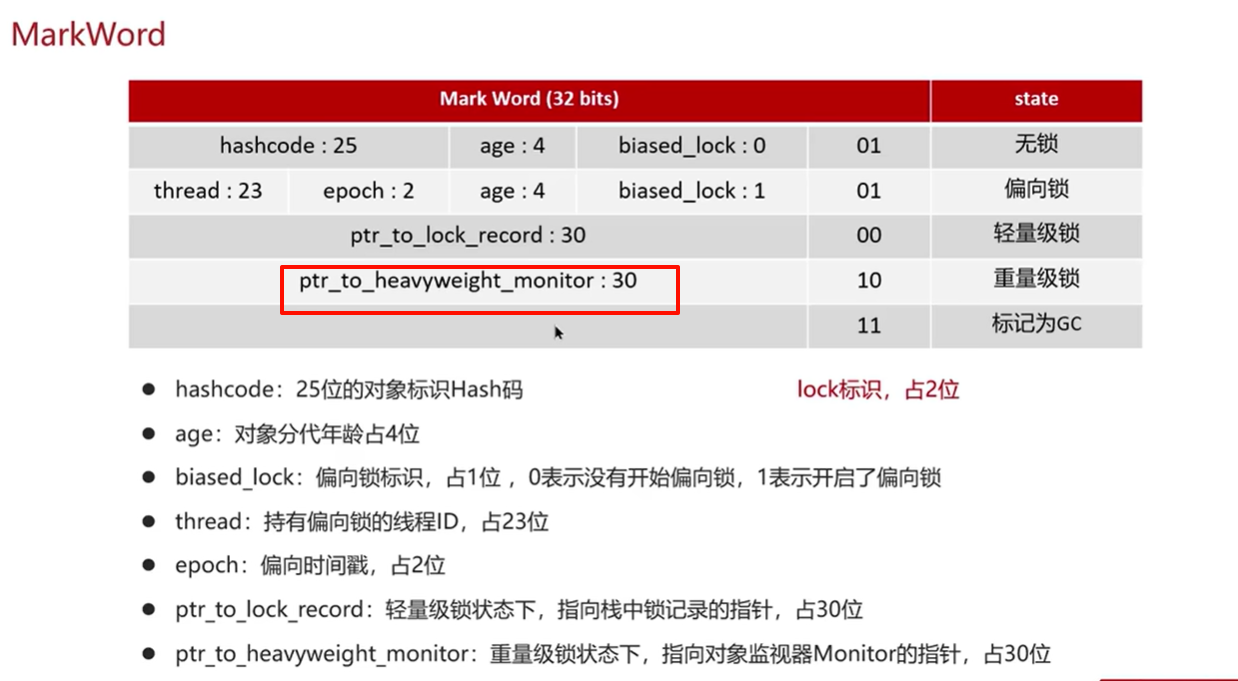 MarkWord
Mark Word (32 bits) state
hashcode : 25 age : 4 biased_lock : 0 01 无锁
thread : 23 epoch : 2 age : 4 biased_lock : 1 01 偏向锁
ptr_to_lock_record : 30 00 轻量级锁
ptr_to_heavyweight_monitor : 30 10 重量级锁
11 标记为GC
● hashcode：25位的对象标识Hash码 lock标识，占2位
● age：对象分代年龄占4位
● biased_lock：偏向锁标识，占1位 ，0表示没有开始偏向锁，1表示开启了偏向锁
● thread：持有偏向锁的线程ID，占23位
● epoch：偏向时间戳，占2位
● ptr_to_lock_record：轻量级锁状态下，指向栈中锁记录的指针，占30位
● ptr_to_heavyweight_monitor：重量级锁状态下，指向对象监视器Monitor的指针，占30位